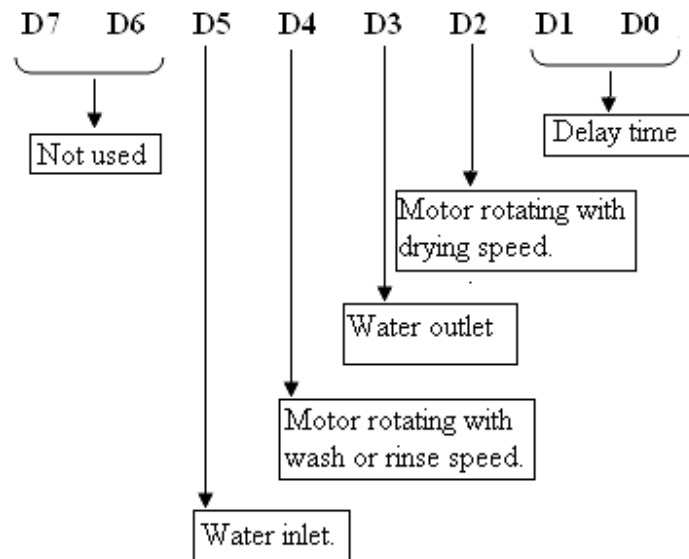 D7 D6 D5 D4 D3 D2 D1 D0
Delay time
Not used
Motor rotating with
drying speed.
Water outlet
Motor rotating with
wash or rinse speed.
Water inlet.